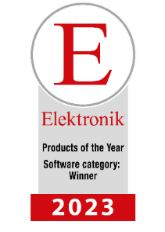 E
Elektronik
Products of the Year
Software category:
Winner
2023